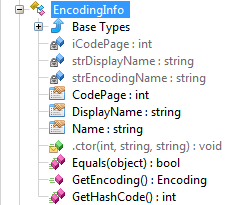 EncodingInfo
Base Types
iCodePage : int
strDisplayName : string
strEncodingName : string
CodePage : int
DisplayName : string
Name : string
.ctor(int, string, string) : void
Equals(object) : bool
GetEncoding() : Encoding
GetHashCode() : int